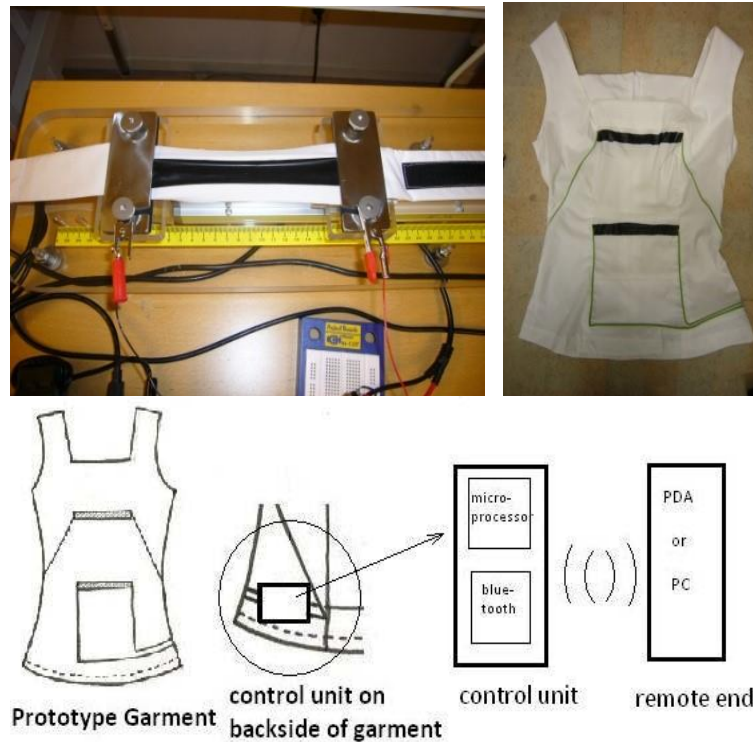 micro-
processor
blue-
tooth
PDA
or
PC
Prototype Garment
control unit on
backside of garment
control unit
remote end